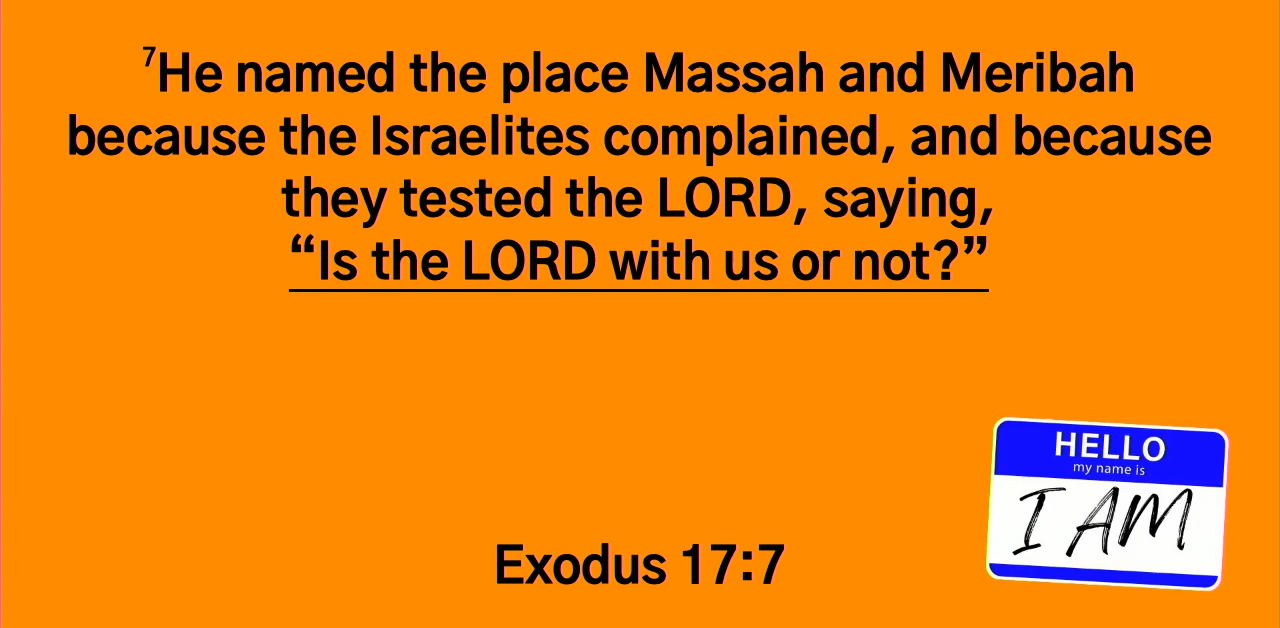 ⁷He named the place Massah and Meribah
because the Israelites complained, and because
they tested the LORD, saying,
“Is the LORD with us or not?”
HELLO
my name is
I AM
Exodus 17:7